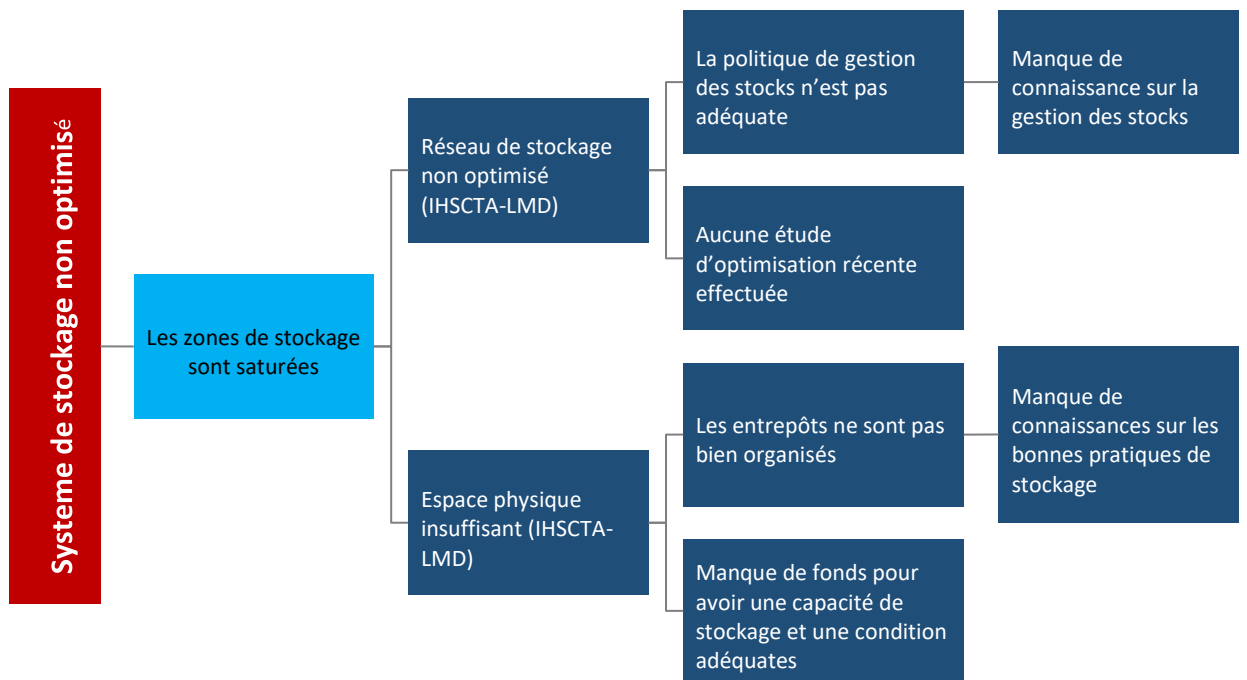 Systeme de stockage non optimisé
Les zones de stockage
sont saturées
Réseau de stockage
non optimisé
(IHSCTA-LMD)
La politique de gestion
des stocks n’est pas
adéquate
Manque de
connaissance sur la
gestion des stocks
Aucune étude
d’optimisation récente
effectuée
Espace physique
insuffisant (IHSCTA-
LMD)
Les entrepôts ne sont pas
bien organisés
Manque de
connaissances sur les
bonnes pratiques de
stockage
Manque de fonds pour
avoir une capacité de
stockage et une condition
adéquates